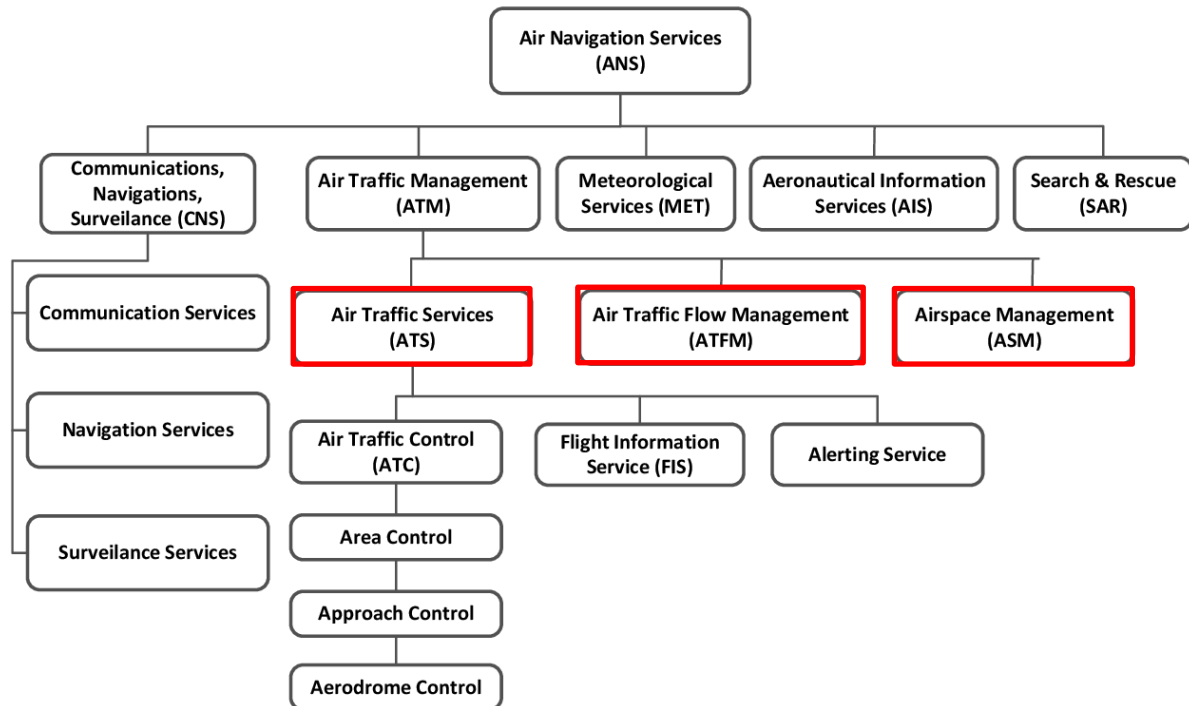 Air Navigation Services
(ANS)
Communications,
Navigations,
Surveilance (CNS)
Air Traffic Management
(ATM)
Meteorological
Services (MET)
Aeronautical Information
Services (AIS)
Search & Rescue
(SAR)
Communication Services
Air Traffic Services
(ATS)
Air Traffic Flow Management
(ATFM)
Airspace Management
(ASM)
Navigation Services
Air Traffic Control
(ATC)
Flight Information
Service (FIS)
Alerting Service
Surveilance Services
Area Control
Approach Control
Aerodrome Control